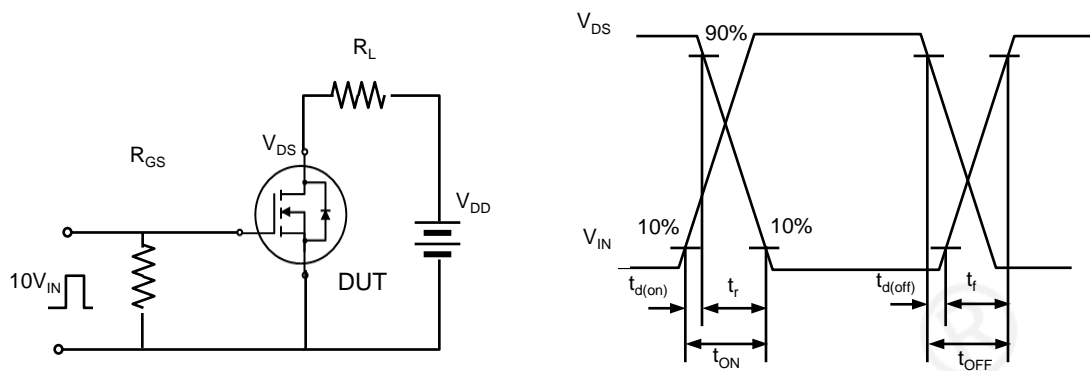 R_L
V_DS
R_GS
V_DD
10V_IN
DUT
V_DS
90%
V_IN
10%
10%
t_d(on)
t_r
t_d(off)
t_f
t_ON
t_OFF
R